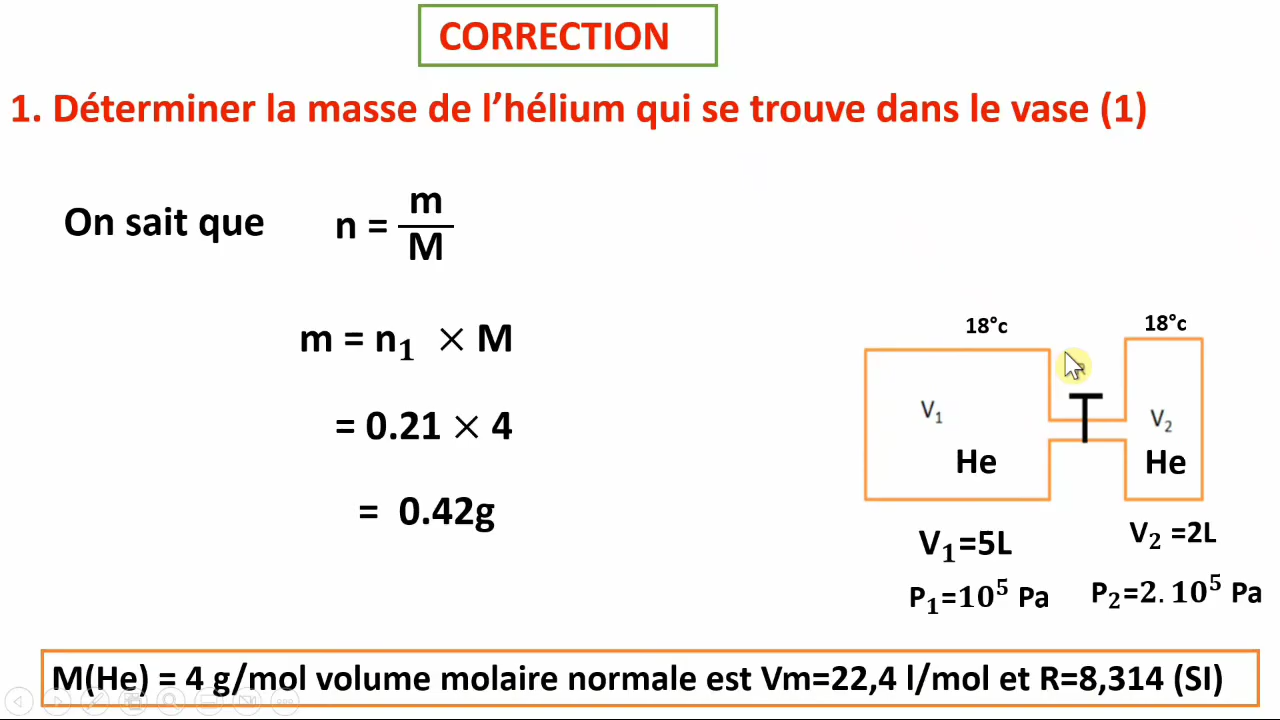 CORRECTION
1. Déterminer la masse de l’hélium qui se trouve dans le vase (1)
On sait que n = m/M
m = n₁ × M
= 0.21 × 4
= 0.42g
18°c 18°c
V₁ V₂
He He
V₁=5L V₂ =2L
P₁=10⁵ Pa P₂=2. 10⁵ Pa
M(He) = 4 g/mol volume molaire normale est Vm=22,4 l/mol et R=8,314 (SI)